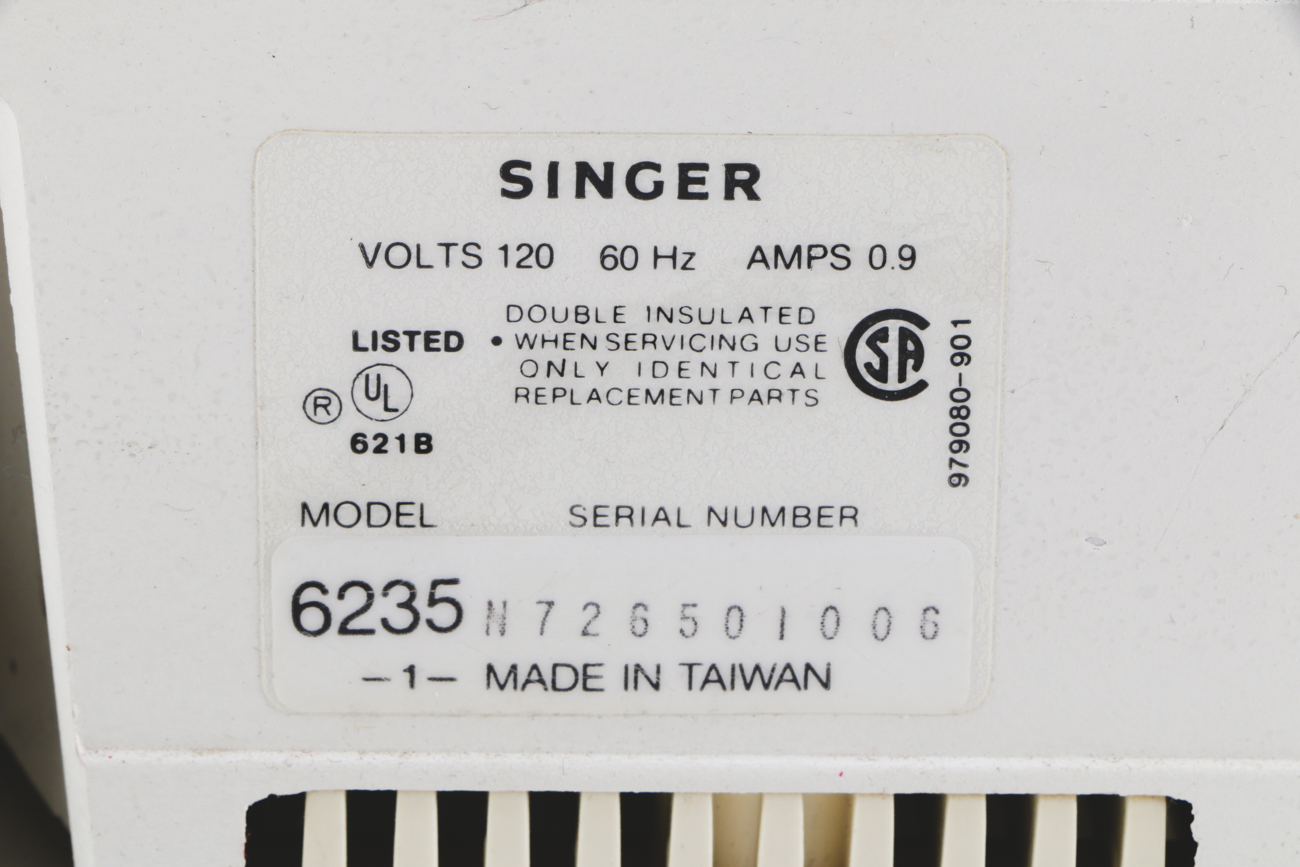 SINGER
VOLTS 120 60 Hz AMPS 0.9
DOUBLE INSULATED
LISTED • WHEN SERVICING USE
ONLY IDENTICAL
REPLACEMENT PARTS
® UL
621B
CSA
979080-901
MODEL SERIAL NUMBER
6235 N726501006
-1- MADE IN TAIWAN